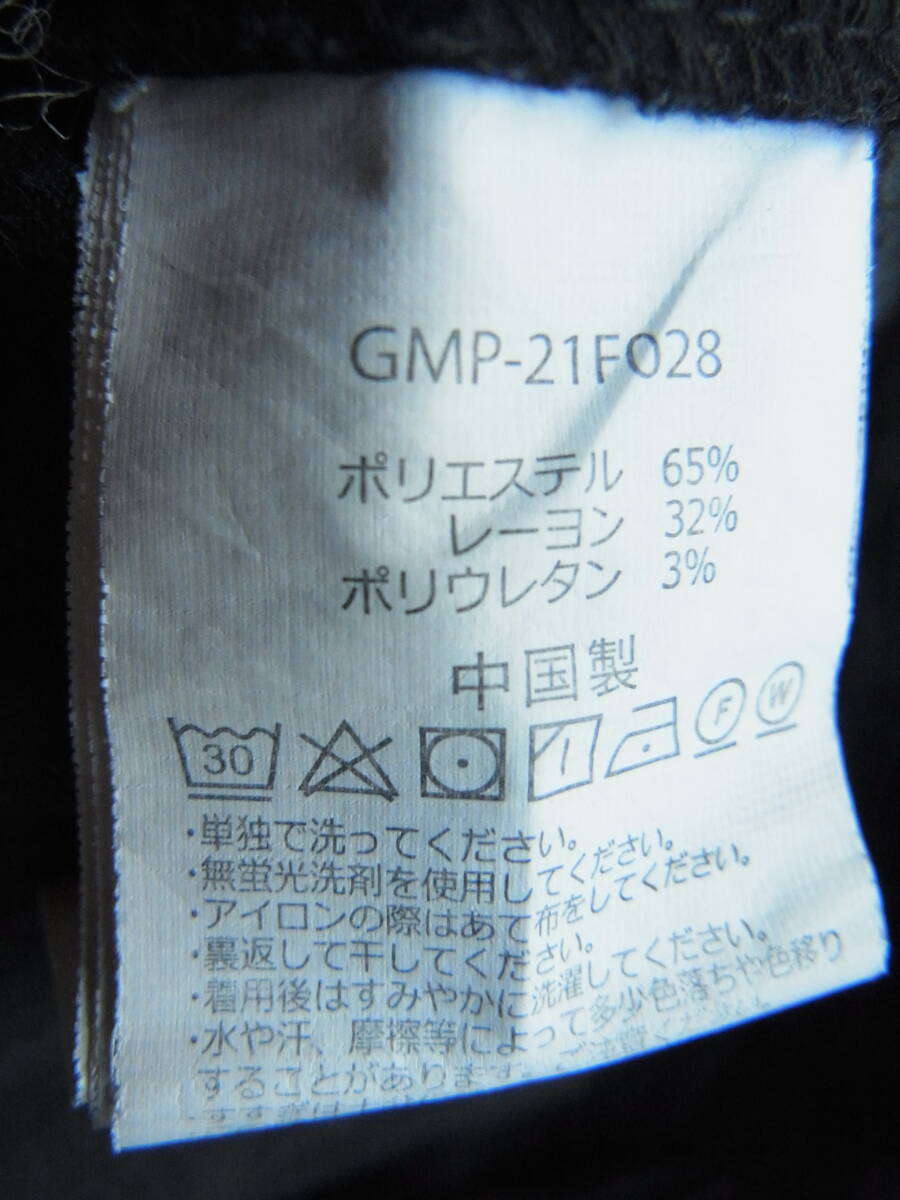 GMP-21F028
ポリエステル 65%
レーヨン 32%
ポリウレタン 3%
中国製
30 F W
・単独で洗ってください。
・無蛍光洗剤を使用してください。
・アイロンの際はあて布をしてください。
・裏返して干してください。
・着用後はすみやかに洗濯してください。
・水や汗、摩擦等によって多少色落ちや色移り
することがあります